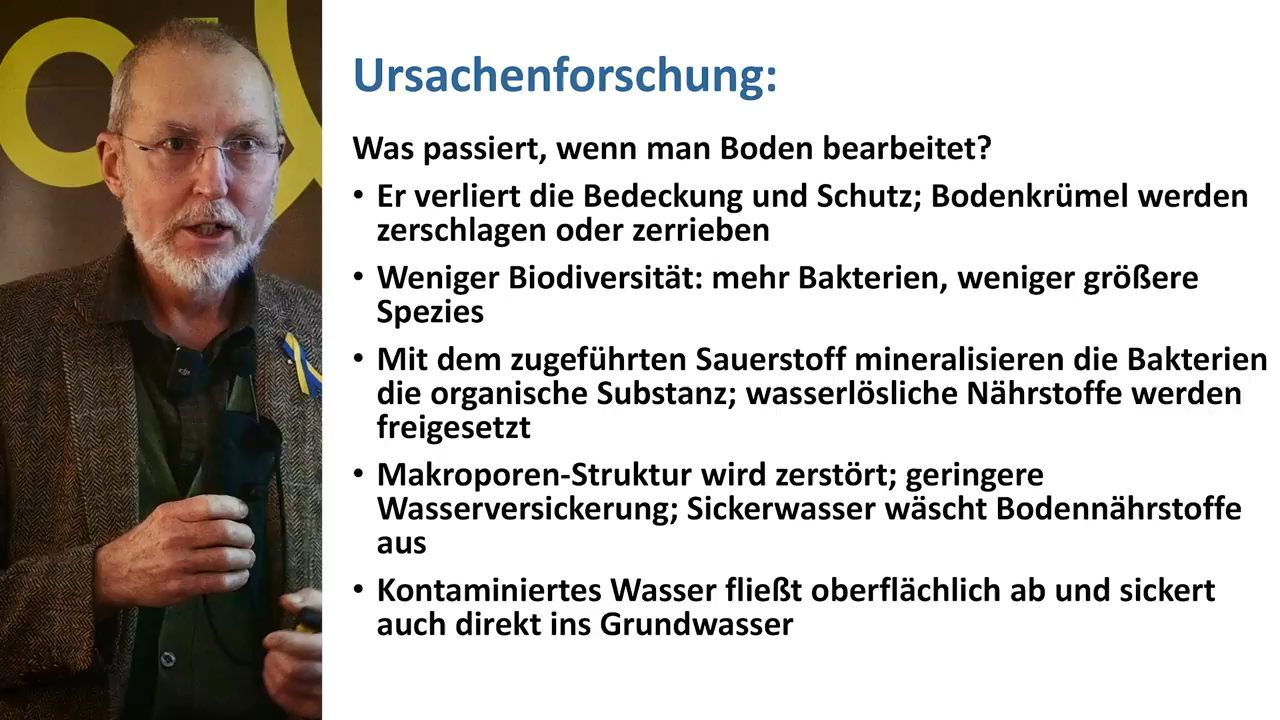 Ursachenforschung:
Was passiert, wenn man Boden bearbeitet?
• Er verliert die Bedeckung und Schutz; Bodenkrümel werden
zerschlagen oder zerrieben
• Weniger Biodiversität: mehr Bakterien, weniger größere
Spezies
• Mit dem zugeführten Sauerstoff mineralisieren die Bakterien
die organische Substanz; wasserlösliche Nährstoffe werden
freigesetzt
• Makroporen-Struktur wird zerstört; geringere
Wasserversickerung; Sickerwasser wäscht Bodennährstoffe
aus
• Kontaminiertes Wasser fließt oberflächlich ab und sickert
auch direkt ins Grundwasser